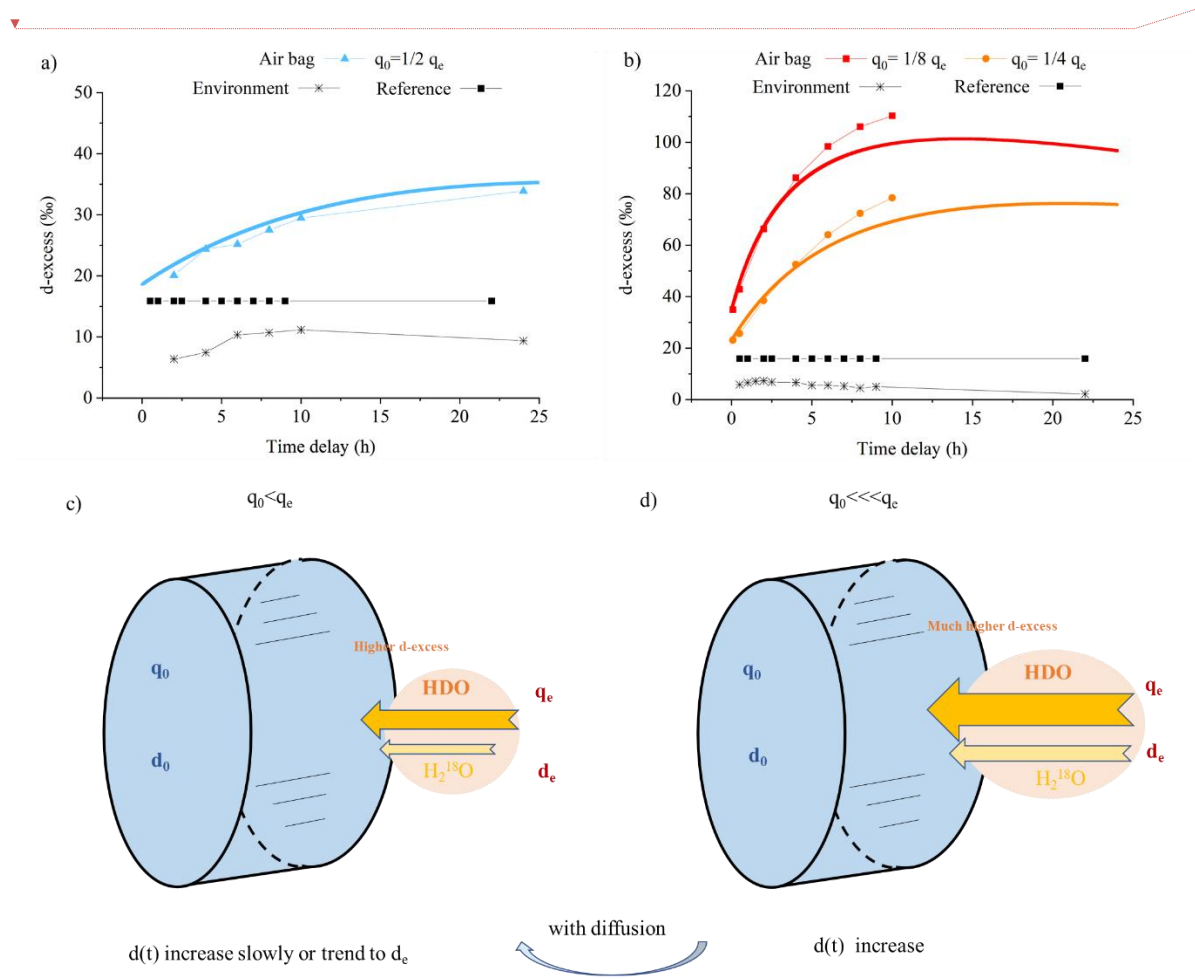 a)
Air bag q₀=1/2 qₑ
Environment Reference
50
40
30
20
10
0
d-excess (‰)
0 5 10 15 20 25
Time delay (h)
b)
Air bag q₀= 1/8 qₑ q₀= 1/4 qₑ
Environment Reference
120
100
80
60
40
20
0
d-excess (‰)
0 5 10 15 20 25
Time delay (h)
c)
q₀<qₑ
q₀
d₀
Higher d-excess
HDO
H₂¹⁸O
qₑ
dₑ
d(t) increase slowly or trend to dₑ
with diffusion
d)
q₀<<<qₑ
q₀
d₀
Much higher d-excess
HDO
H₂¹⁸O
qₑ
dₑ
d(t) increase